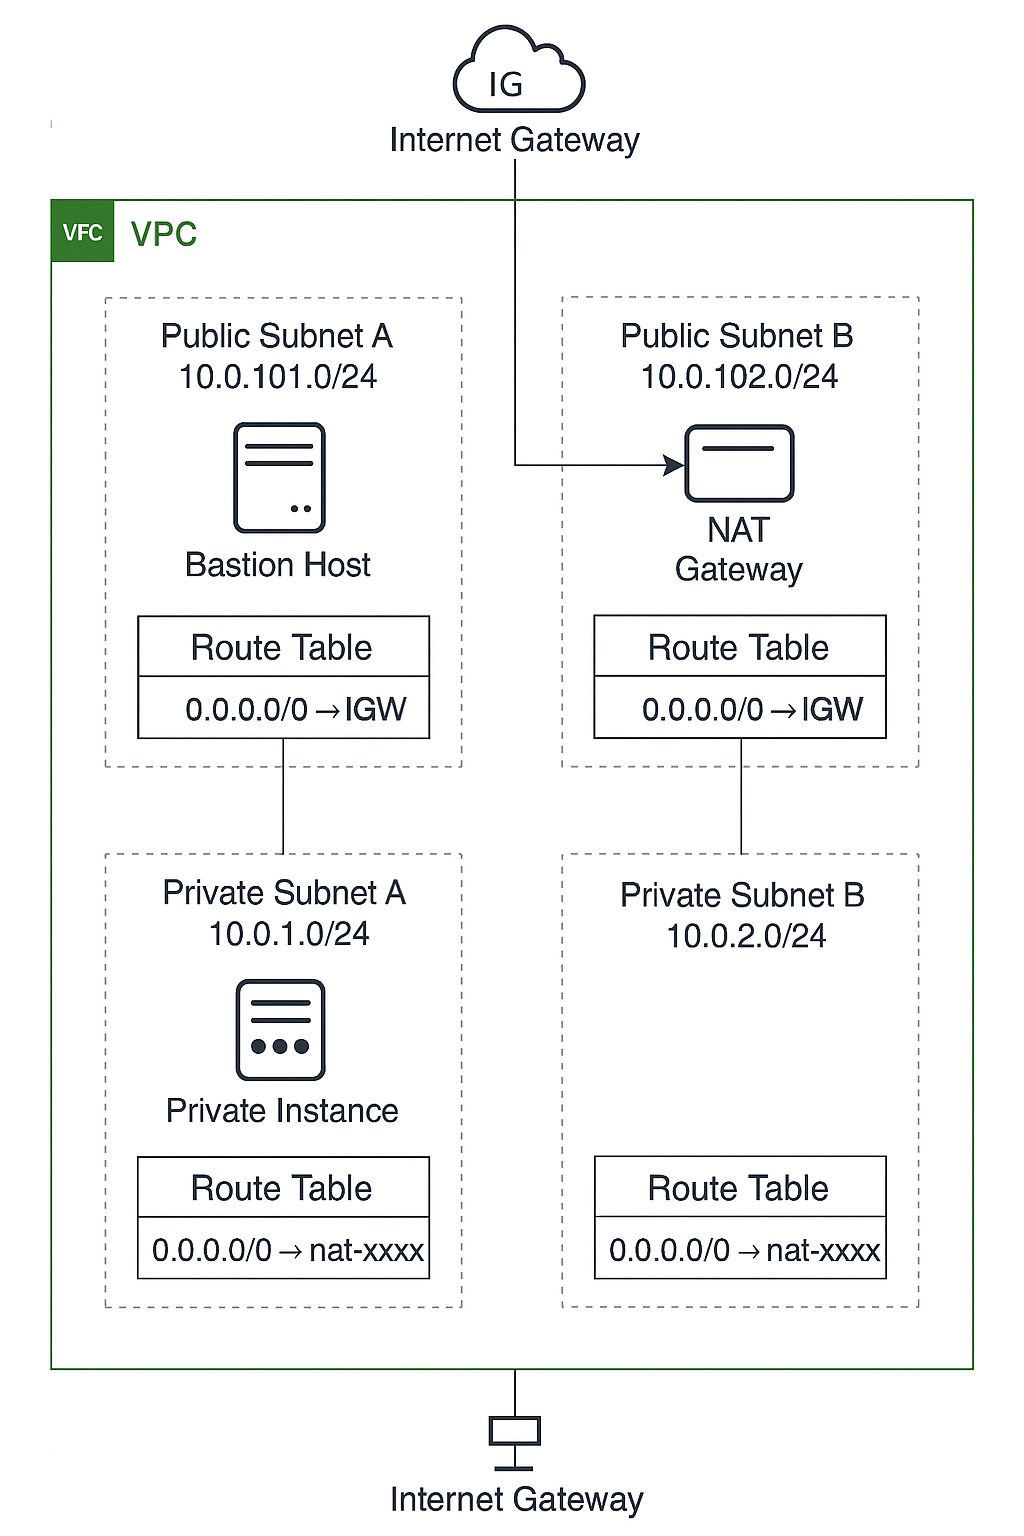 IG
Internet Gateway
VFC
VPC
Public Subnet A
10.0.101.0/24
Bastion Host
Route Table
0.0.0.0/0 → IGW
Public Subnet B
10.0.102.0/24
NAT
Gateway
Route Table
0.0.0.0/0 → IGW
Private Subnet A
10.0.1.0/24
Private Instance
Route Table
0.0.0.0/0 → nat-xxxx
Private Subnet B
10.0.2.0/24
Route Table
0.0.0.0/0 → nat-xxxx
Internet Gateway